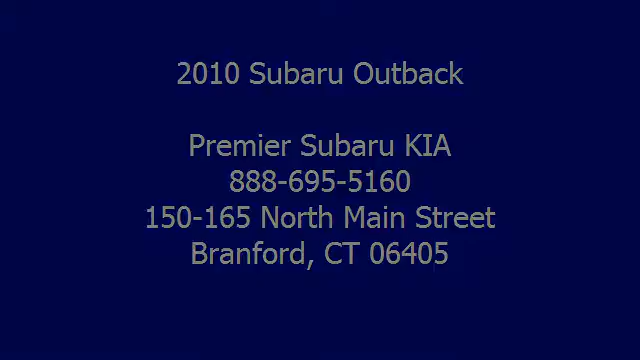 2010 Subaru Outback
Premier Subaru KIA
888-695-5160
150-165 North Main Street
Branford, CT 06405